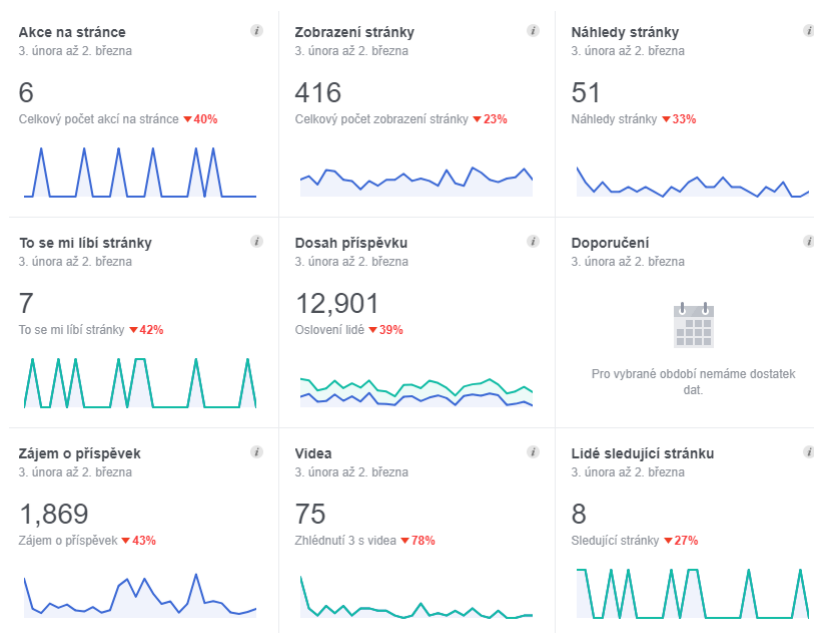 Akce na stránce
3. února až 2. března
6
Celkový počet akcí na stránce ▼40%
Zobrazení stránky
3. února až 2. března
416
Celkový počet zobrazení stránky ▼23%
Náhledy stránky
3. února až 2. března
51
Náhledy stránky ▼33%
To se mi líbí stránky
3. února až 2. března
7
To se mi líbí stránky ▼42%
Dosah příspěvku
3. února až 2. března
12,901
Oslovení lidé ▼39%
Doporučení
3. února až 2. března
Pro vybrané období nemáme dostatek
dat.
Zájem o příspěvek
3. února až 2. března
1,869
Zájem o příspěvek ▼43%
Videa
3. února až 2. března
75
Zhlédnutí 3 s videa ▼78%
Lidé sledující stránku
3. února až 2. března
8
Sledující stránky ▼27%